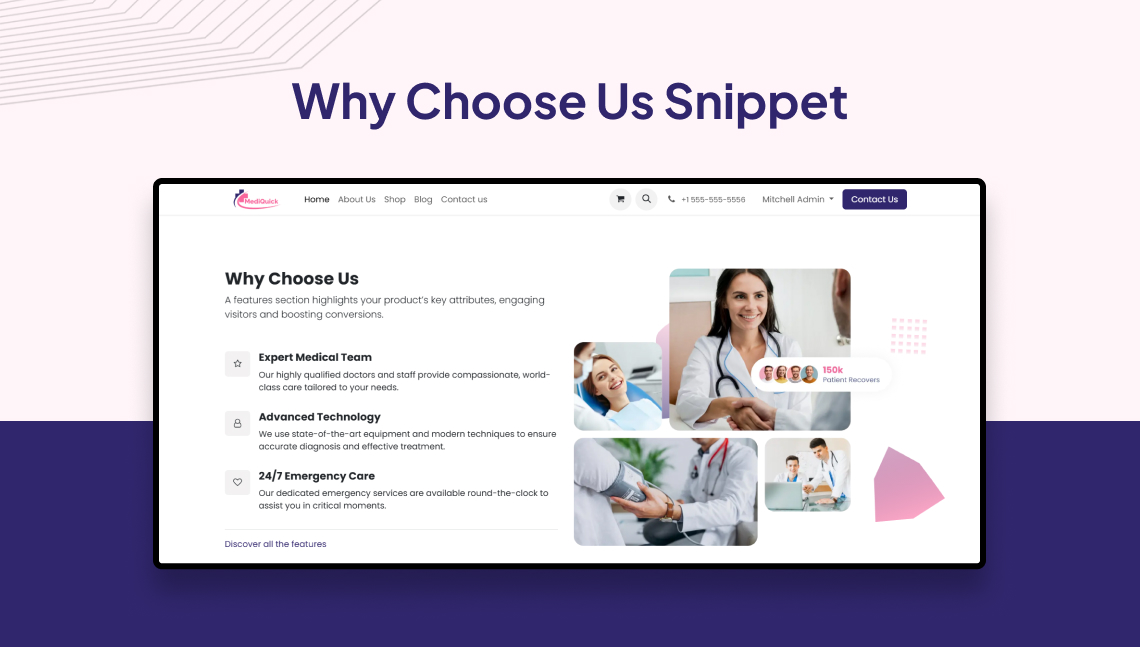 Why Choose Us Snippet
MediQuick
Home
About Us
Shop
Blog
Contact us
+1 555-555-5556
Mitchell Admin
Contact Us
Why Choose Us
A features section highlights your product's key attributes, engaging
visitors and boosting conversions.
Expert Medical Team
Our highly qualified doctors and staff provide compassionate, world-
class care tailored to your needs.
Advanced Technology
We use state-of-the-art equipment and modern techniques to ensure
accurate diagnosis and effective treatment.
24/7 Emergency Care
Our dedicated emergency services are available round-the-clock to
assist you in critical moments.
Discover all the features
150k
Patient Recovers